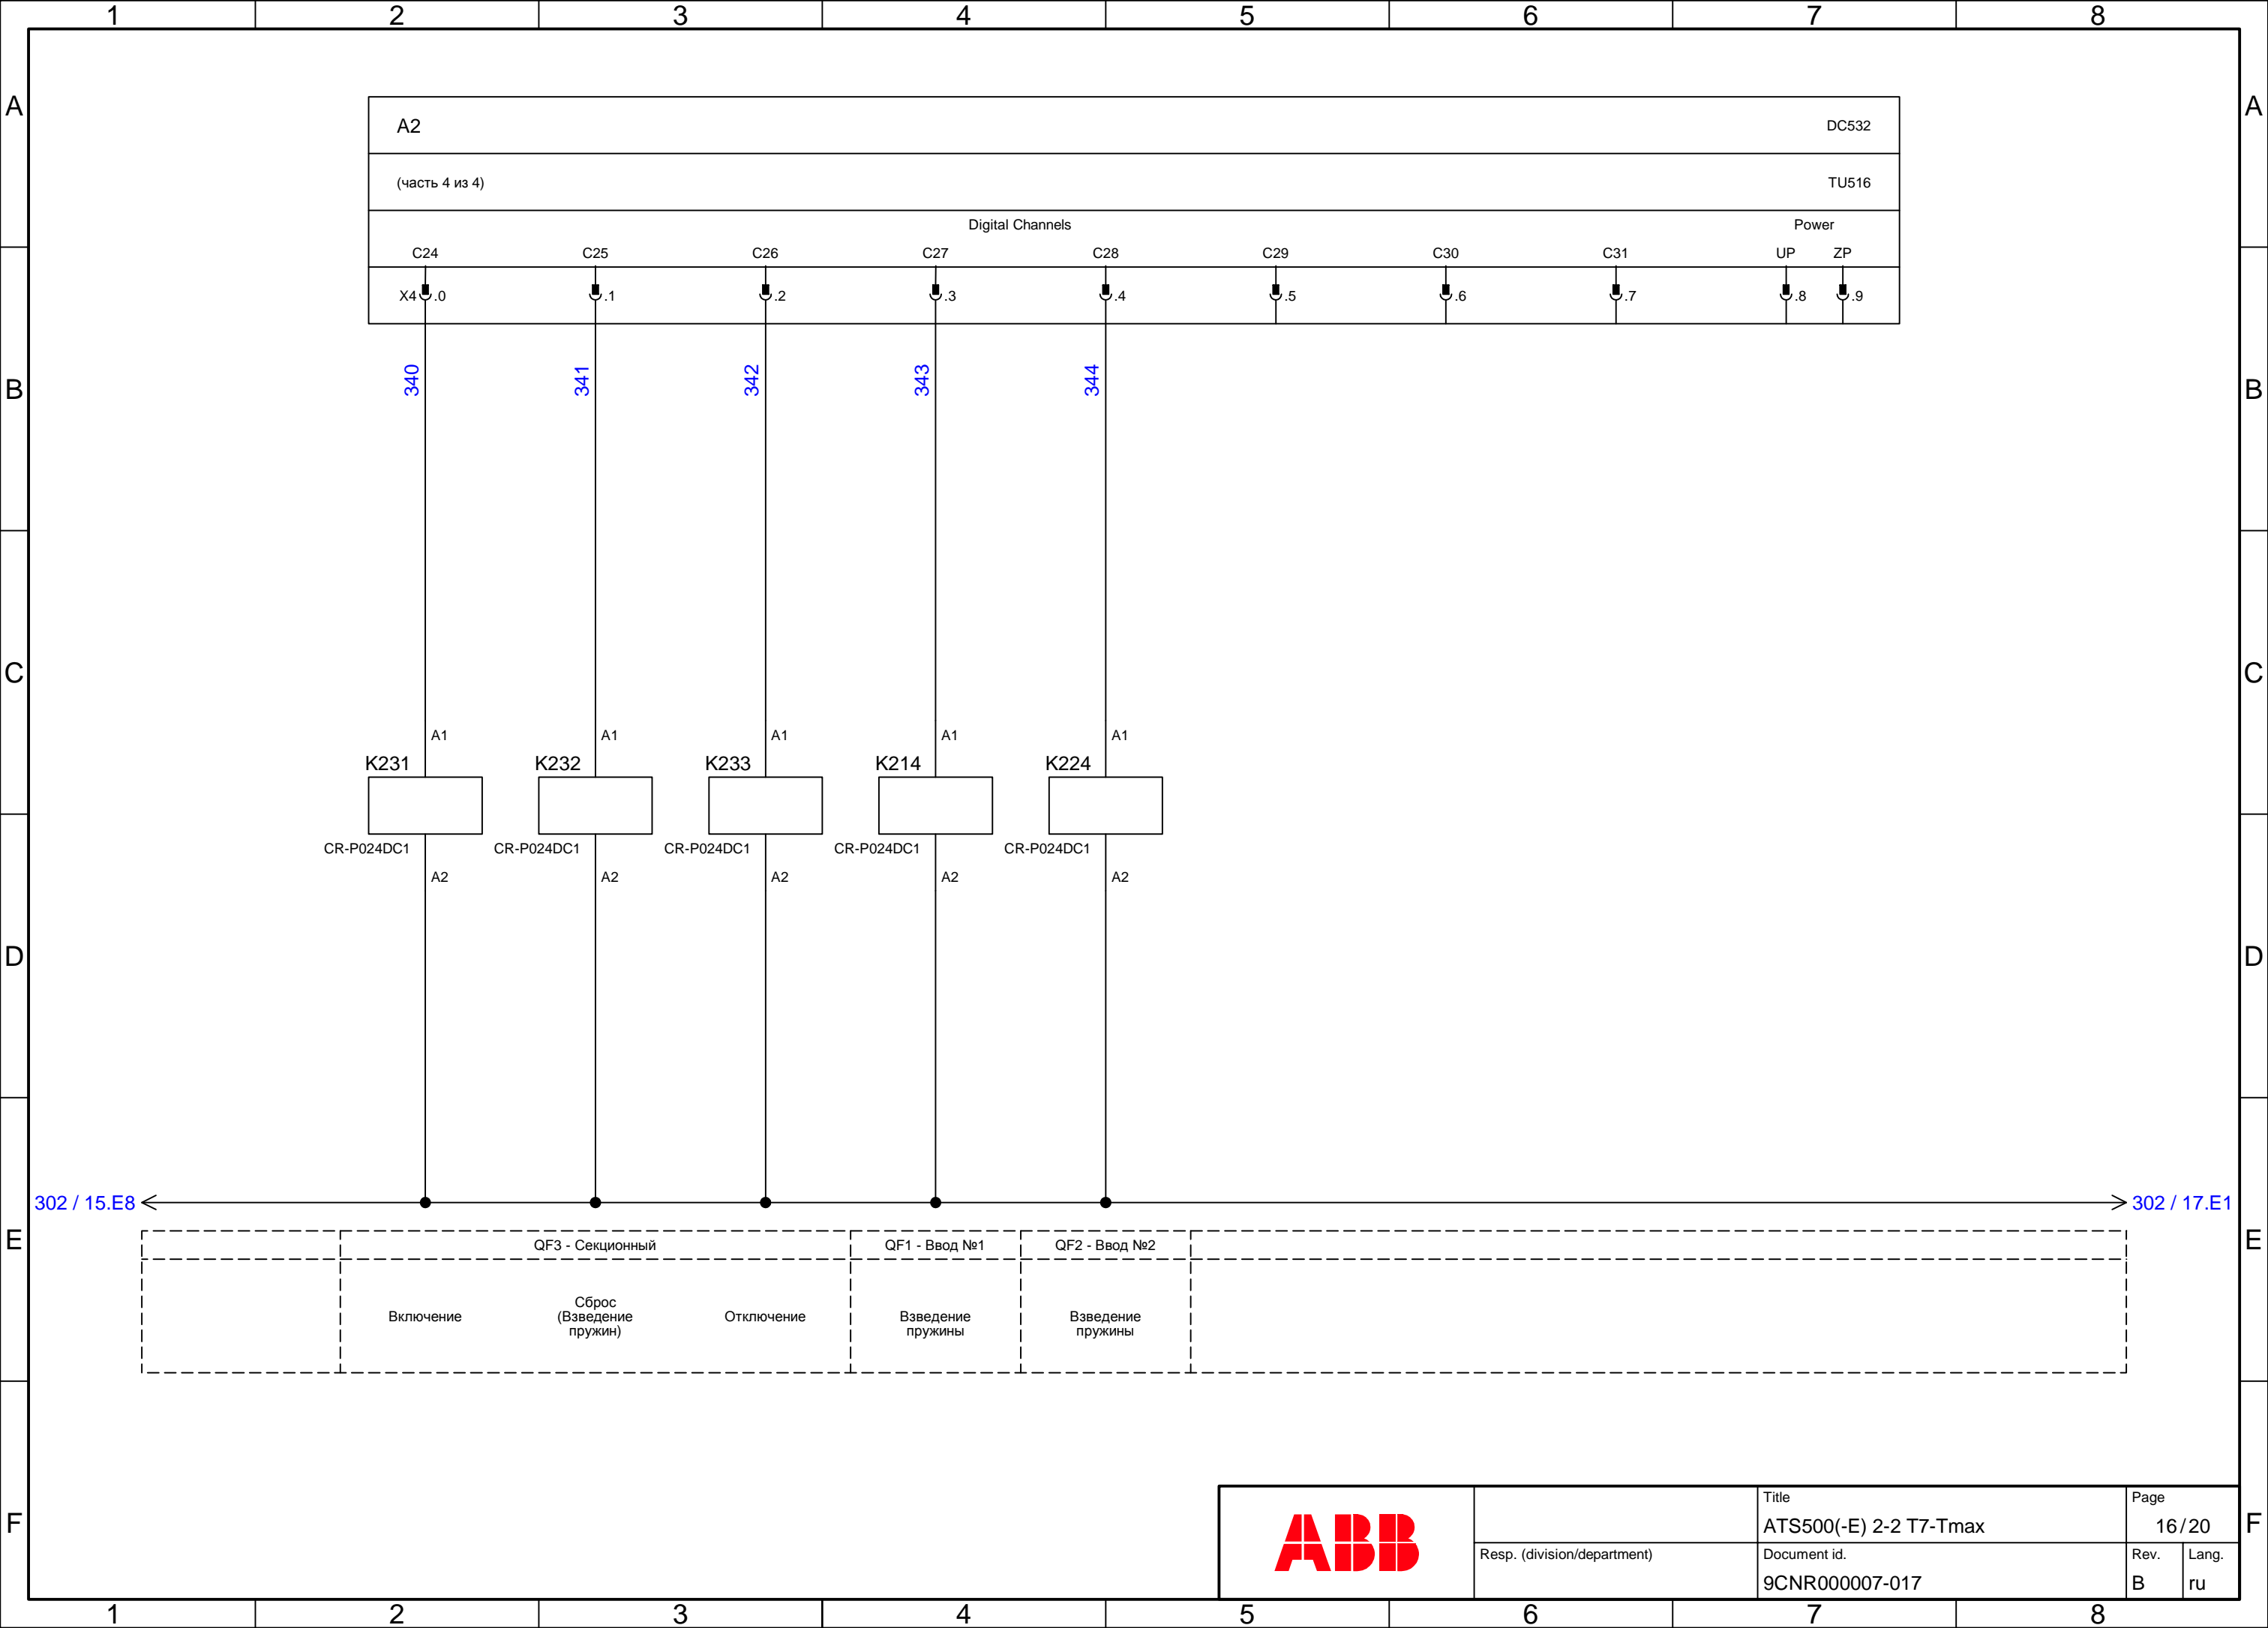 1 2 3 4 5 6 7 8
A A
A2 DC532
(часть 4 из 4) TU516
Digital Channels Power
C24 C25 C26 C27 C28 C29 C30 C31 UP ZP
X4 .0 .1 .2 .3 .4 .5 .6 .7 .8 .9
340 341 342 343 344
B B
C C
A1 A1 A1 A1 A1
K231 K232 K233 K214 K224
CR-P024DC1 CR-P024DC1 CR-P024DC1 CR-P024DC1 CR-P024DC1
A2 A2 A2 A2 A2
D D
302 / 15.E8 302 / 17.E1
E E
QF3 - Секционный QF1 - Ввод №1 QF2 - Ввод №2
Включение
Сброс
(Взведение
пружин)
Отключение
Взведение
пружины
Взведение
пружины
F F
ABB
Title
ATS500(-E) 2-2 T7-Tmax
Page
16/20
Resp. (division/department)
Document id.
9CNR000007-017
Rev.
B
Lang.
ru
1 2 3 4 5 6 7 8